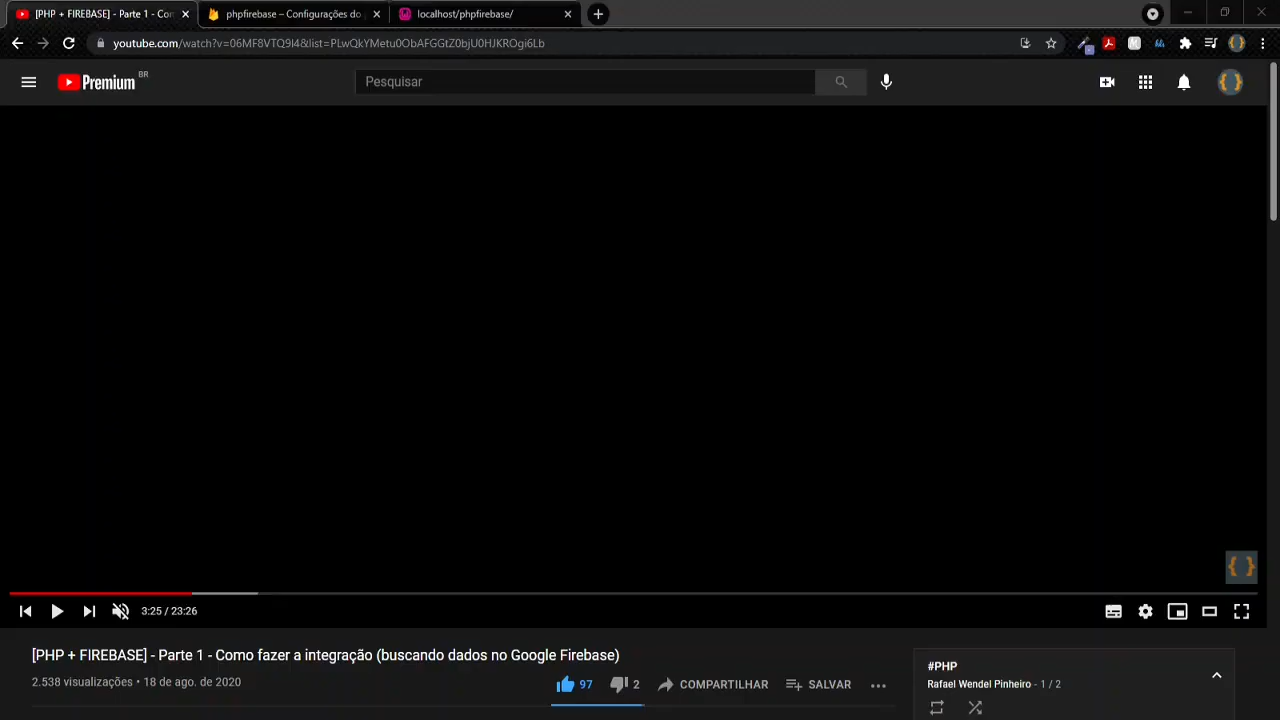 [PHP + FIREBASE] - Parte 1 - Cor
phpfirebase – Configurações do
localhost/phpfirebase/
youtube.com/watch?v=06MF8VTQ9I4&list=PLwQkYMetu0ObAFGGtZ0bjU0HJKROgi6Lb
Premium BR
Pesquisar
3:25 / 23:26
[PHP + FIREBASE] - Parte 1 - Como fazer a integração (buscando dados no Google Firebase)
2.538 visualizações • 18 de ago. de 2020
97
2
COMPARTILHAR
SALVAR
#PHP
Rafael Wendel Pinheiro - 1 / 2